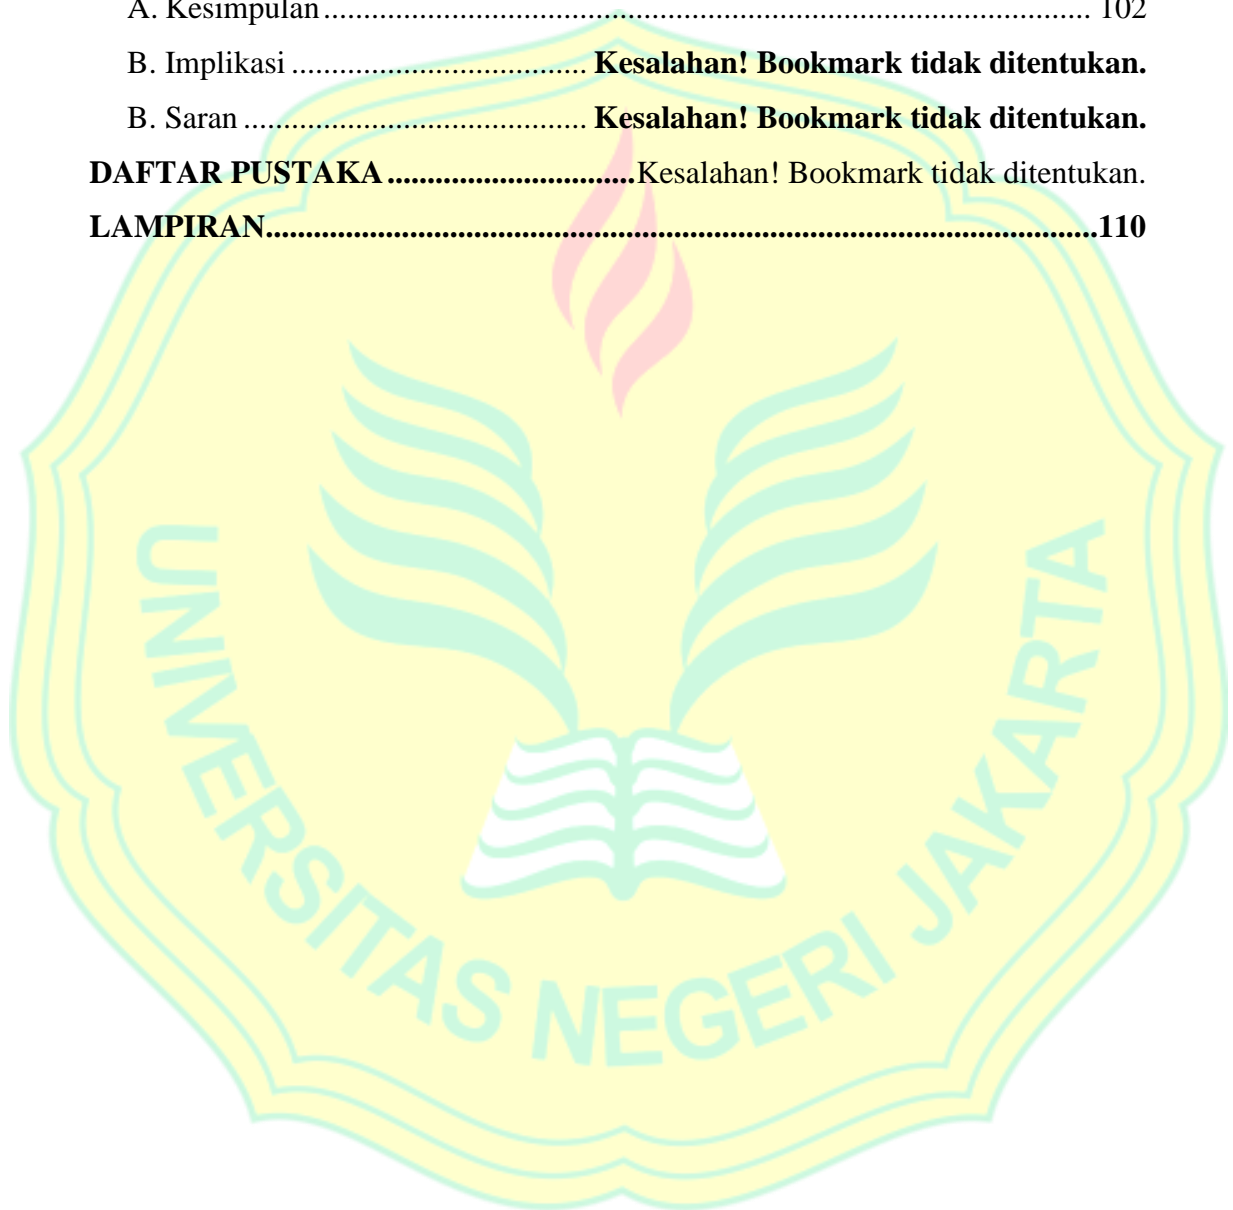 A. Kesimpulan................................................................................................ 102
B. Implikasi ..................................... Kesalahan! Bookmark tidak ditentukan.
B. Saran ........................................... Kesalahan! Bookmark tidak ditentukan.
DAFTAR PUSTAKA ...............................Kesalahan! Bookmark tidak ditentukan.
LAMPIRAN.........................................................................................................110
UNIVERSITAS NEGERI JAKARTA